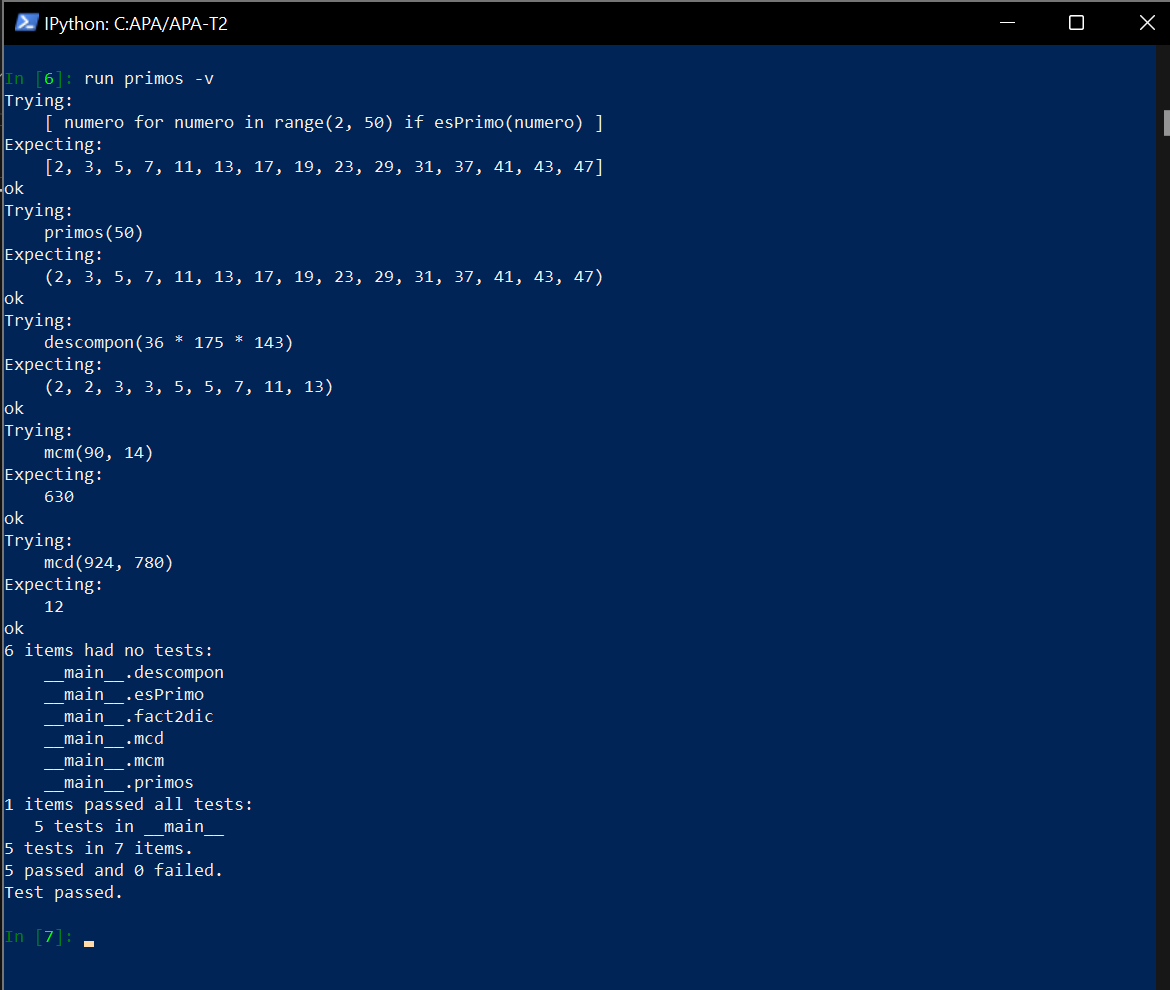 IPython: C:APA/APA-T2
In [6]: run primos -v
Trying:
    [ numero for numero in range(2, 50) if esPrimo(numero) ]
Expecting:
    [2, 3, 5, 7, 11, 13, 17, 19, 23, 29, 31, 37, 41, 43, 47]
ok
Trying:
    primos(50)
Expecting:
    (2, 3, 5, 7, 11, 13, 17, 19, 23, 29, 31, 37, 41, 43, 47)
ok
Trying:
    descompon(36 * 175 * 143)
Expecting:
    (2, 2, 3, 3, 5, 5, 7, 11, 13)
ok
Trying:
    mcm(90, 14)
Expecting:
    630
ok
Trying:
    mcd(924, 780)
Expecting:
    12
ok
6 items had no tests:
    __main__.descompon
    __main__.esPrimo
    __main__.fact2dic
    __main__.mcd
    __main__.mcm
    __main__.primos
1 items passed all tests:
   5 tests in __main__
5 tests in 7 items.
5 passed and 0 failed.
Test passed.
In [7]: